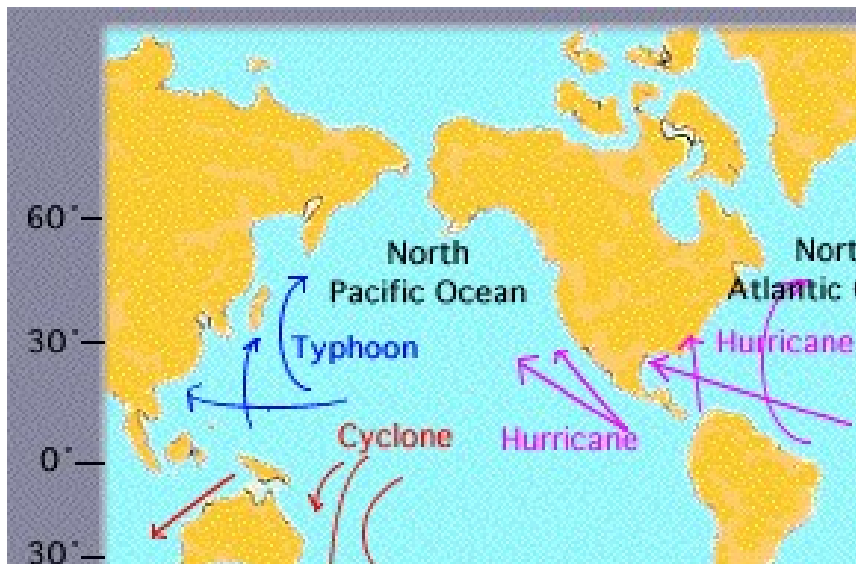 60°
North
Pacific Ocean
Nort
Atlantic
30°
Typhoon
Hurricane
Cyclone
Hurricane
0°
30°